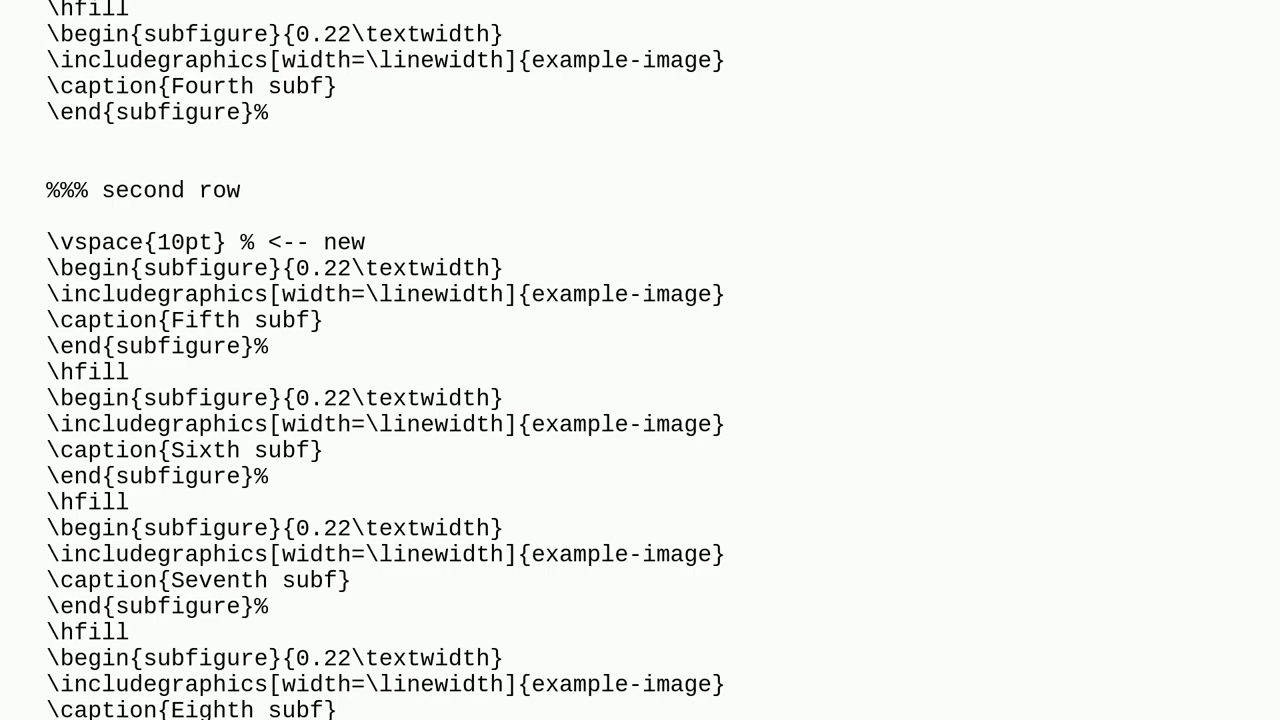 \hfill
\begin{subfigure}{0.22\textwidth}
\includegraphics[width=\linewidth]{example-image}
\caption{Fourth subf}
\end{subfigure}%
%%% second row
\vspace{10pt} % <-- new
\begin{subfigure}{0.22\textwidth}
\includegraphics[width=\linewidth]{example-image}
\caption{Fifth subf}
\end{subfigure}%
\hfill
\begin{subfigure}{0.22\textwidth}
\includegraphics[width=\linewidth]{example-image}
\caption{Sixth subf}
\end{subfigure}%
\hfill
\begin{subfigure}{0.22\textwidth}
\includegraphics[width=\linewidth]{example-image}
\caption{Seventh subf}
\end{subfigure}%
\hfill
\begin{subfigure}{0.22\textwidth}
\includegraphics[width=\linewidth]{example-image}
\caption{Eighth subf}